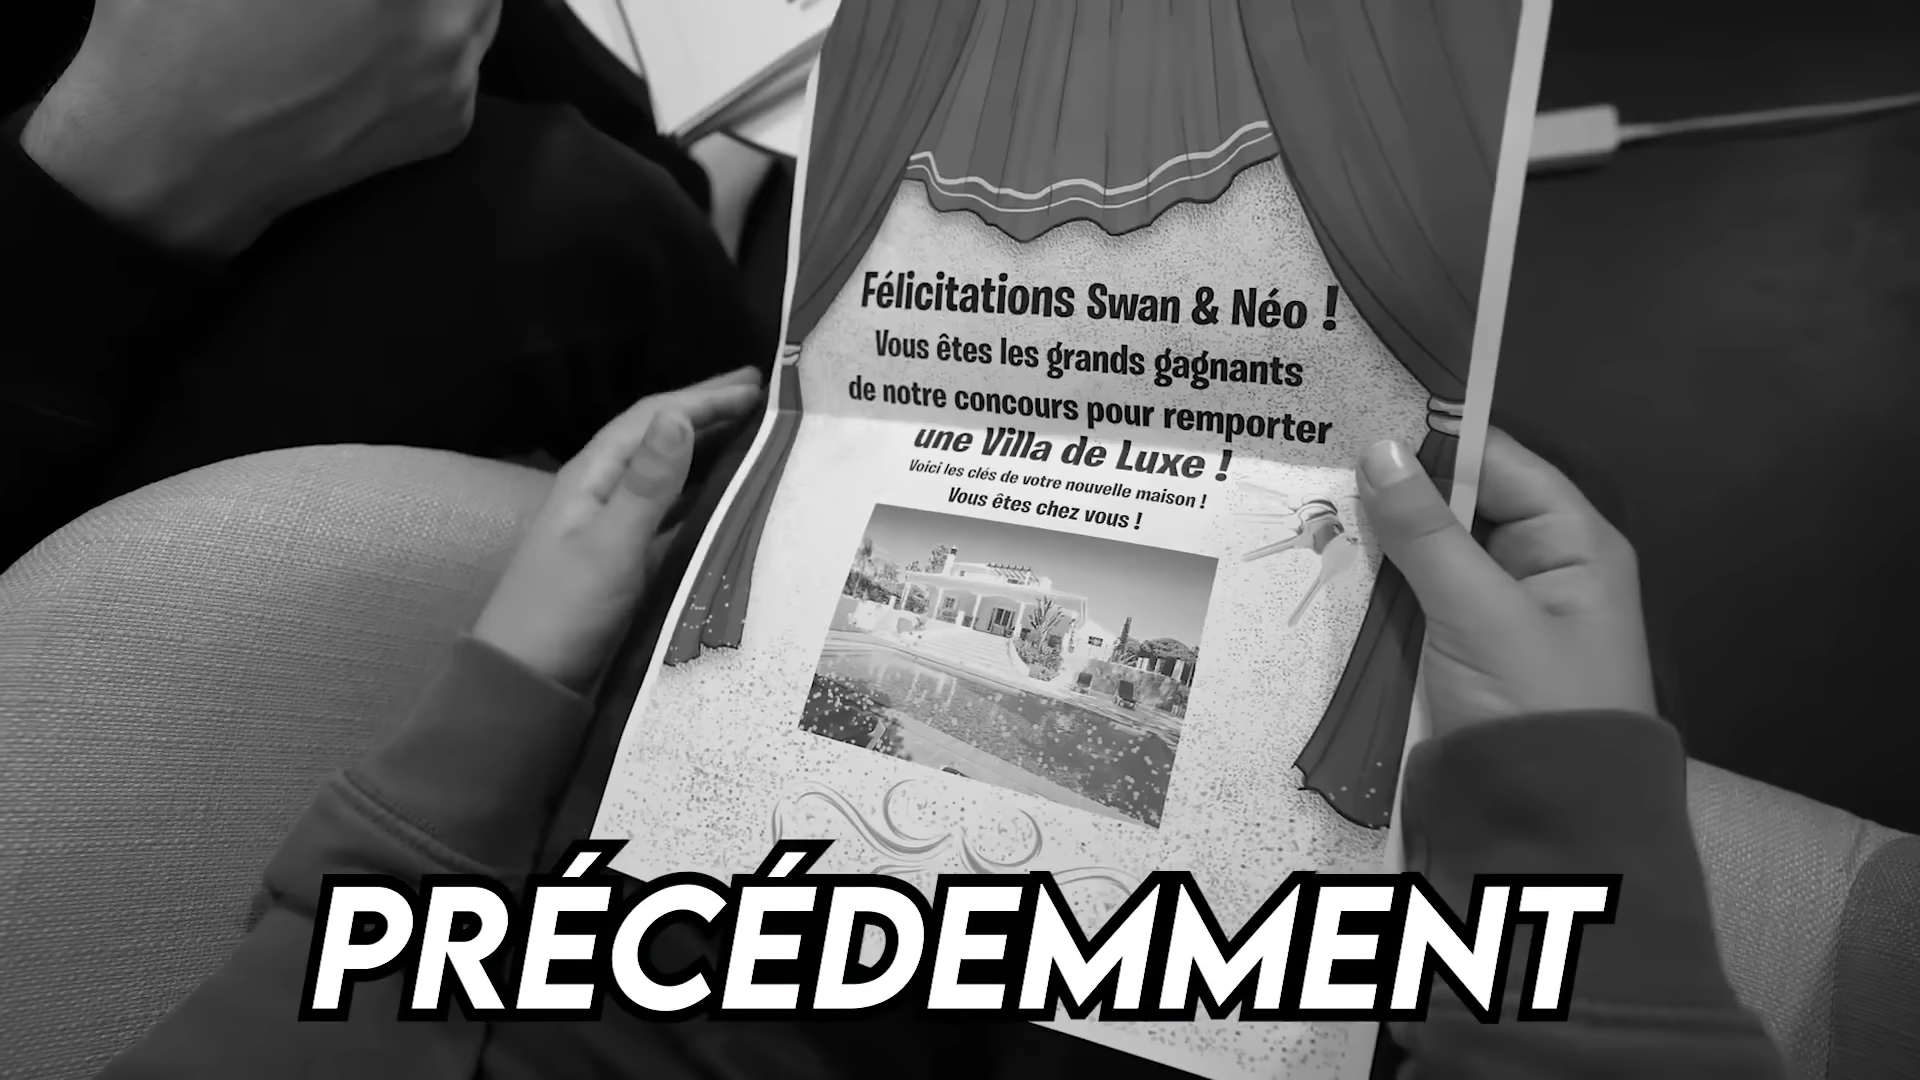 Félicitations Swan & Néo !
Vous êtes les grands gagnants
de notre concours pour remporter
une Villa de Luxe !
Voici les clés de votre nouvelle maison !
Vous êtes chez vous !
PRÉCÉDEMMENT